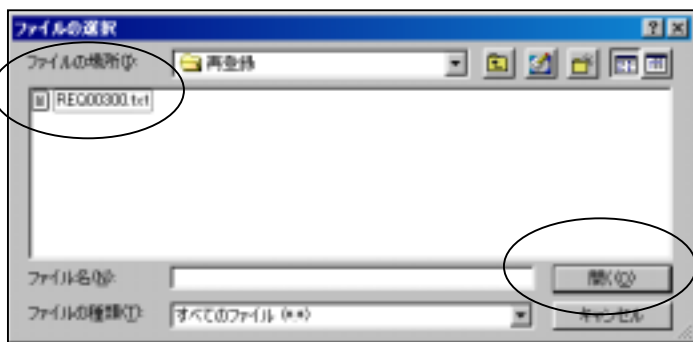 ファイルの選択
ファイルの場所(I): 再登録
REQ00300.txt
ファイル名(N): 開く(O)
ファイルの種類(T): すべてのファイル (*.*) キャンセル